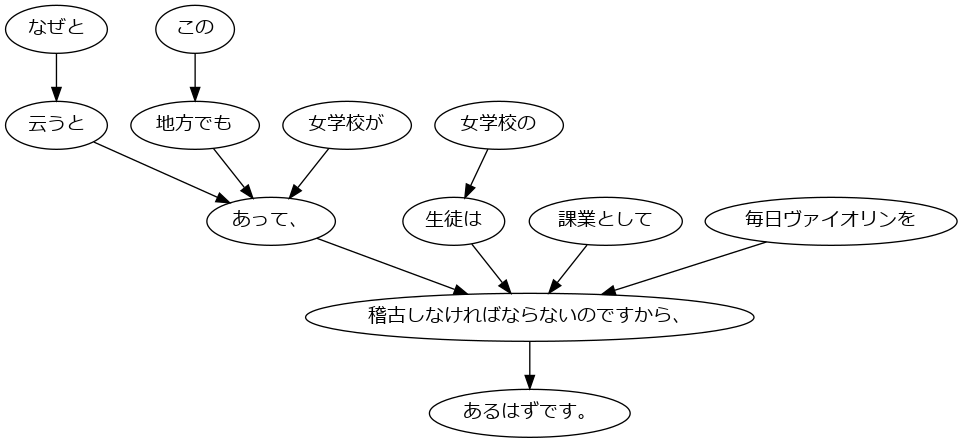 なぜと
この
云うと
地方でも
女学校が
女学校の
あって、
生徒は
課業として
毎日ヴァイオリンを
稽古しなければならないのですから、
あるはずです。